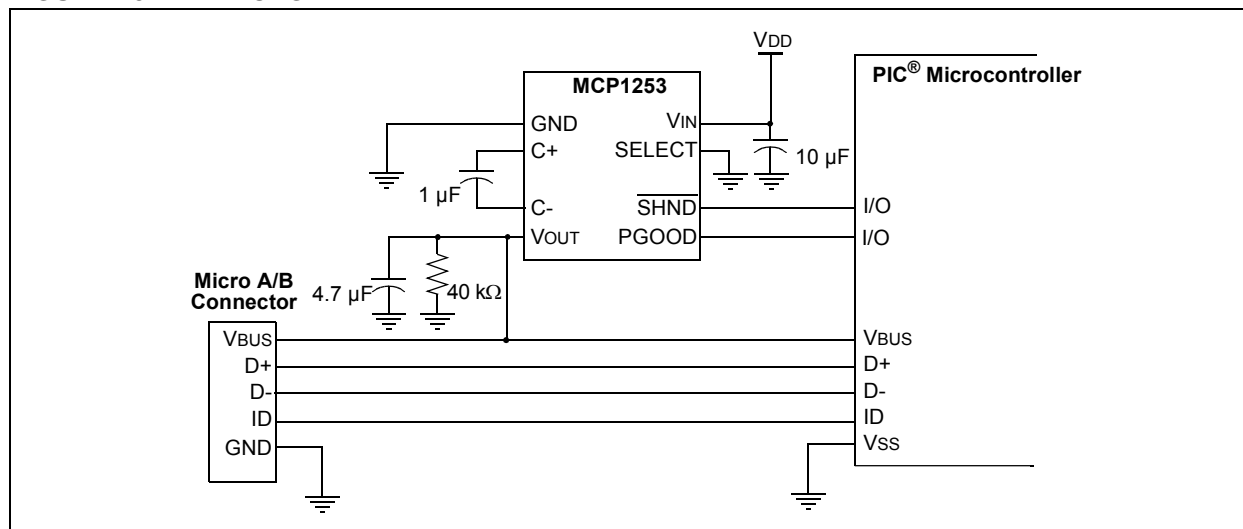 VDD
PIC® Microcontroller
MCP1253
GND
VIN
C+
SELECT
10 µF
1 µF
C-
SHND
I/O
VOUT
PGOOD
I/O
Micro A/B
Connector
4.7 µF
40 kΩ
VBUS
VBUS
D+
D+
D-
D-
ID
ID
GND
VSS